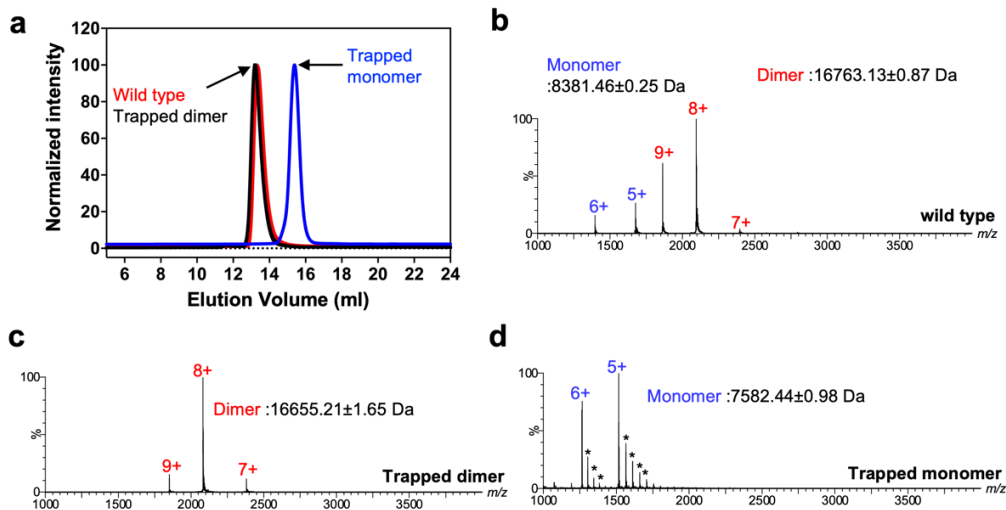 a
Normalized intensity
120
100
80
60
40
20
0
6 8 10 12 14 16 18 20 22 24
Elution Volume (ml)
Wild type
Trapped dimer
Trapped
monomer
b
Monomer
:8381.46±0.25 Da
Dimer :16763.13±0.87 Da
100
%
0
6+
5+
9+
8+
7+
wild type
1000 1500 2000 2500 3000 3500
m/z
c
100
%
0
9+
8+
7+
Dimer :16655.21±1.65 Da
Trapped dimer
1000 1500 2000 2500 3000 3500
m/z
d
100
%
0
6+
5+
* * * *
* * * *
Monomer :7582.44±0.98 Da
Trapped monomer
1000 1500 2000 2500 3000 3500
m/z